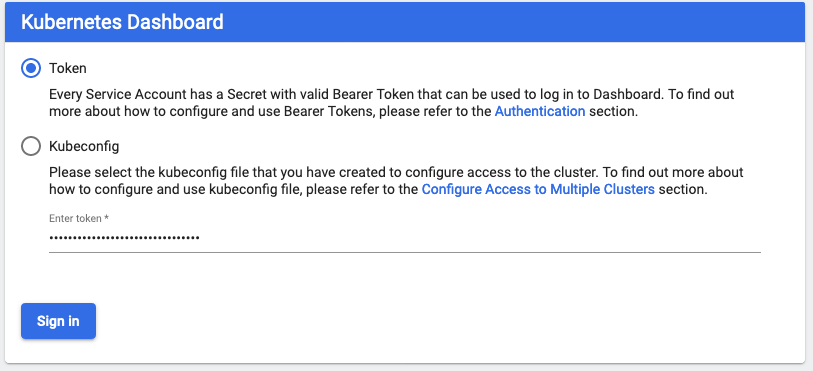 Kubernetes Dashboard
Token
Every Service Account has a Secret with valid Bearer Token that can be used to log in to Dashboard. To find out
more about how to configure and use Bearer Tokens, please refer to the Authentication section.
Kubeconfig
Please select the kubeconfig file that you have created to configure access to the cluster. To find out more about
how to configure and use kubeconfig file, please refer to the Configure Access to Multiple Clusters section.
Enter token *
••••••••••••••••••••••••••••••••
Sign in